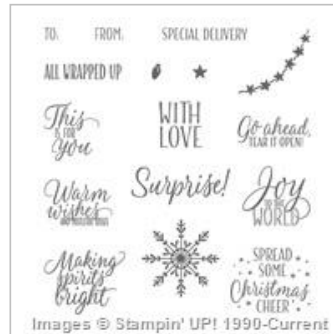 TO: FROM: SPECIAL DELIVERY
ALL WRAPPED UP
This
IS FOR
You
WITH
LOVE
Go ahead,
TEAR IT OPEN!
Warm
wishes
Surprise!
Joy
TO THE
WORLD
Making
spirits
bright
SPREAD
SOME
Christmas
CHEER
Images © Stampin' UP! 1990-Current